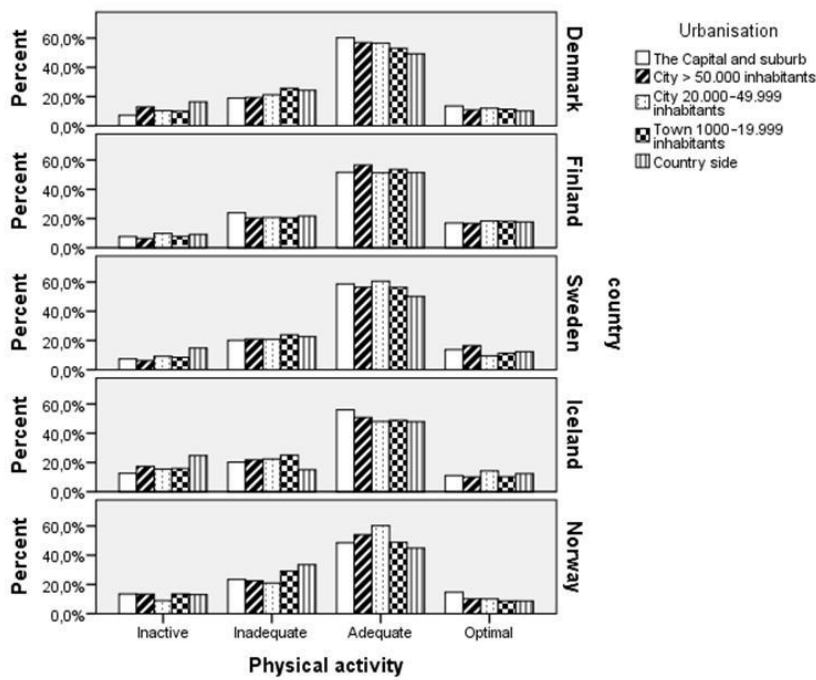 Percent
60,0%
40,0%
20,0%
0,0%
Denmark
Percent
60,0%
40,0%
20,0%
0,0%
Finland
Percent
60,0%
40,0%
20,0%
0,0%
Sweden
Percent
60,0%
40,0%
20,0%
0,0%
Iceland
Percent
60,0%
40,0%
20,0%
0,0%
Norway
Inactive
Inadequate
Adequate
Optimal
Physical activity
country
Urbanisation
The Capital and suburb
City > 50.000 inhabitants
City 20.000-49.999
inhabitants
Town 1000-19.999
inhabitants
Country side